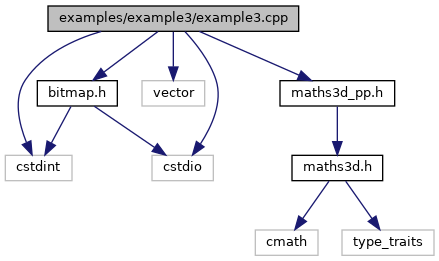 examples/example3/example3.cpp
bitmap.h
vector
maths3d_pp.h
cstdint
cstdio
maths3d.h
cmath
type_traits